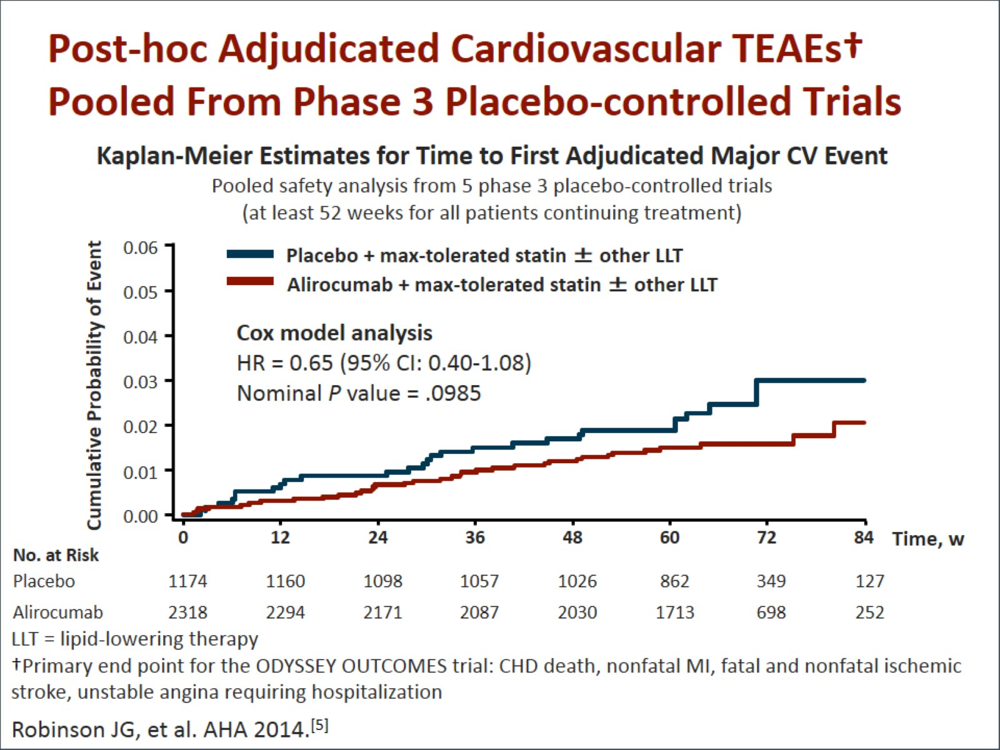 Post-hoc Adjudicated Cardiovascular TEAEs†
Pooled From Phase 3 Placebo-controlled Trials
Kaplan-Meier Estimates for Time to First Adjudicated Major CV Event
Pooled safety analysis from 5 phase 3 placebo-controlled trials
(at least 52 weeks for all patients continuing treatment)
Cumulative Probability of Event
0.06
0.05
0.04
0.03
0.02
0.01
0.00
Placebo + max-tolerated statin ± other LLT
Alirocumab + max-tolerated statin ± other LLT
Cox model analysis
HR = 0.65 (95% CI: 0.40-1.08)
Nominal P value = .0985
0 12 24 36 48 60 72 84 Time, w
No. at Risk
Placebo 1174 1160 1098 1057 1026 862 349 127
Alirocumab 2318 2294 2171 2087 2030 1713 698 252
LLT = lipid-lowering therapy
†Primary end point for the ODYSSEY OUTCOMES trial: CHD death, nonfatal MI, fatal and nonfatal ischemic
stroke, unstable angina requiring hospitalization
Robinson JG, et al. AHA 2014.[5]